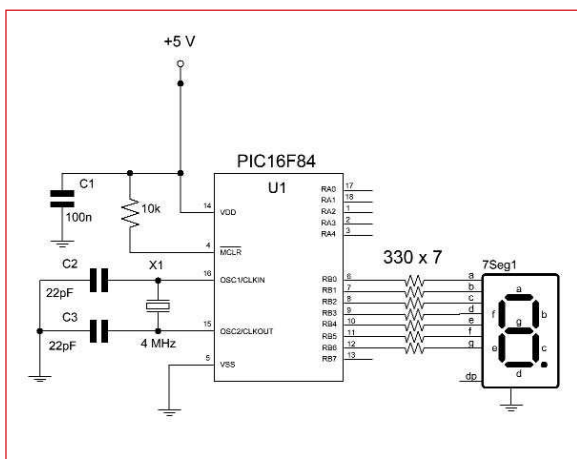 +5 V
PIC16F84
U1
C1
100n
10k
14
VDD
4
MCLR
C2
22pF
X1
16
OSC1/CLKIN
C3
22pF
4 MHz
15
OSC2/CLKOUT
5
VSS
RA0 17
RA1 18
RA2 1
RA3 2
RA4 3
330 x 7
7Seg1
RB0 6 a
RB1 7 b
RB2 8 c
RB3 9 d
RB4 10 e
RB5 11 f
RB6 12 g
RB7 13
dp
a
f b
g
e c
d